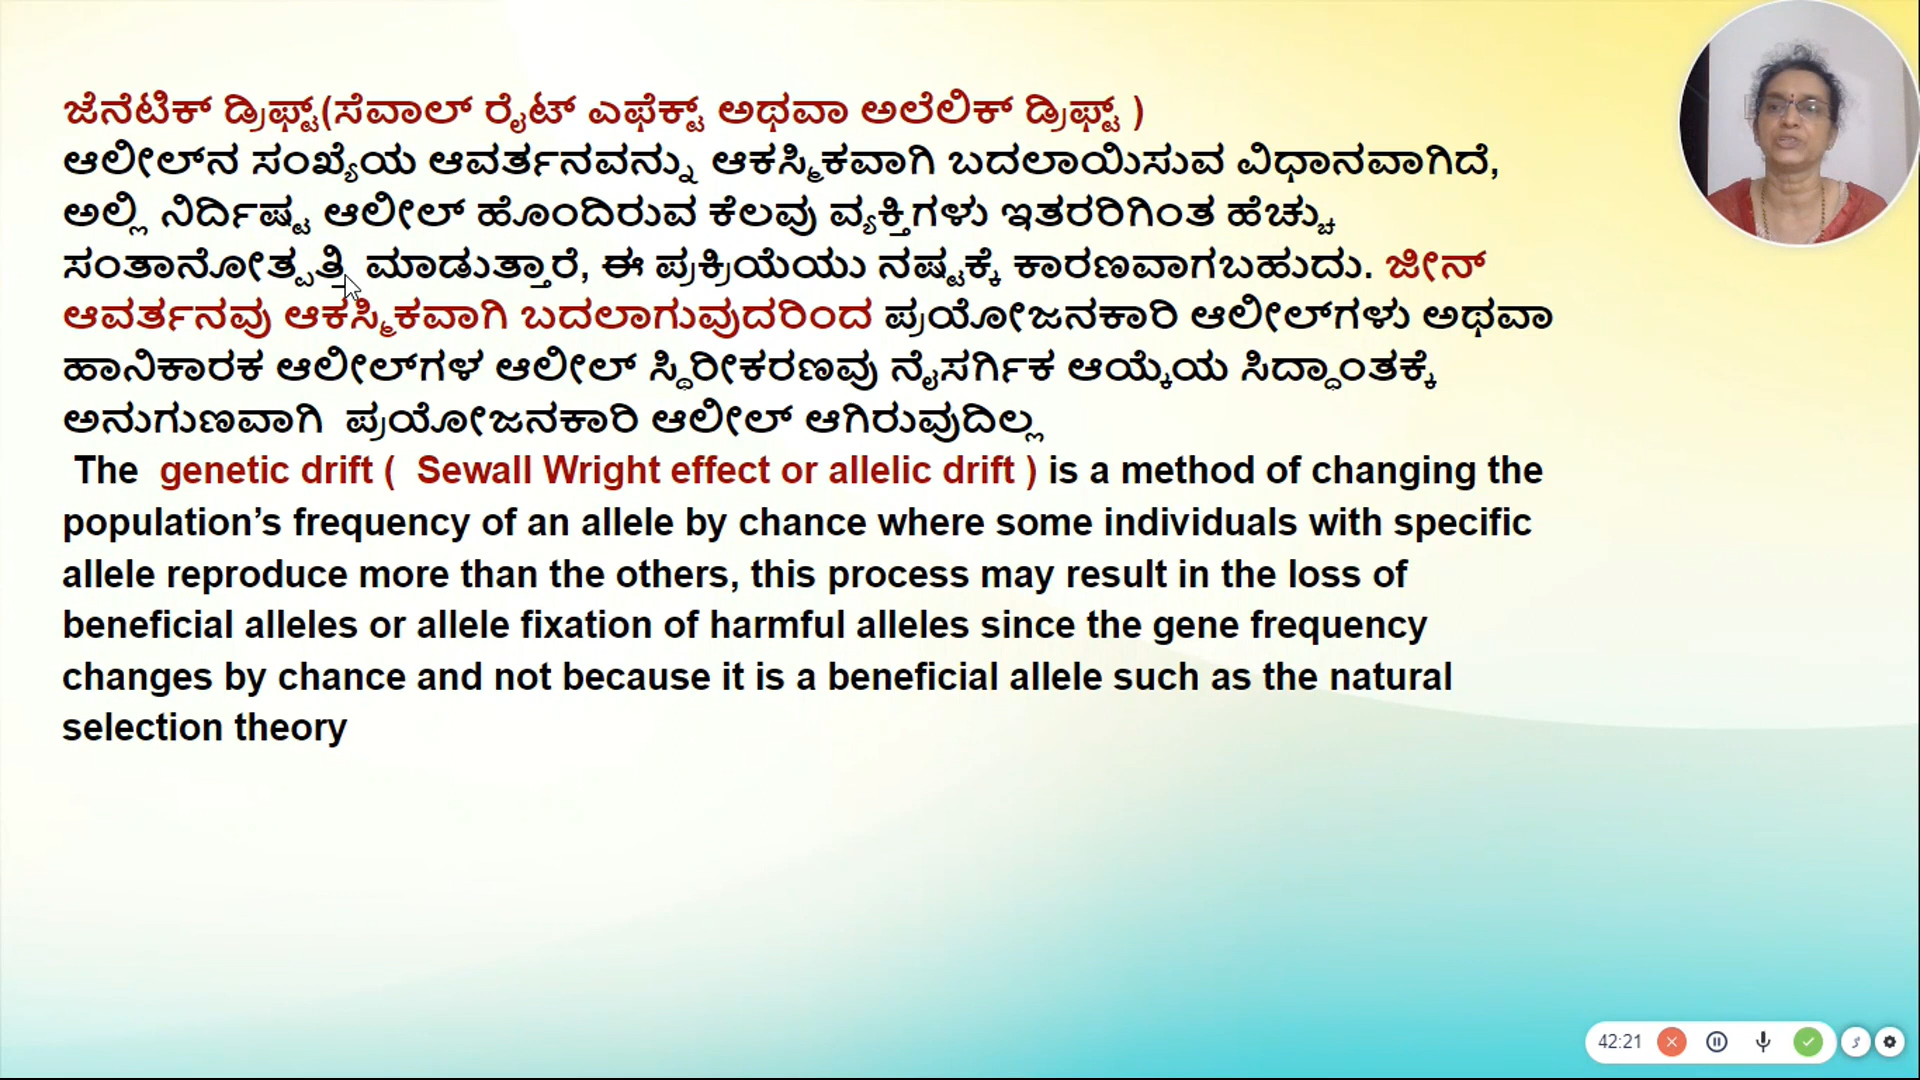 ಜೆನೆಟಿಕ್ ಡ್ರಿಫ್ಟ್(ಸೆವಾಲ್ ರೈಟ್ ಎಫೆಕ್ಟ್ ಅಥವಾ ಅಲೆಲಿಕ್ ಡ್ರಿಫ್ಟ್ )
ಆಲೀಲ್‌ನ ಸಂಖ್ಯೆಯ ಆವರ್ತನವನ್ನು ಆಕಸ್ಮಿಕವಾಗಿ ಬದಲಾಯಿಸುವ ವಿಧಾನವಾಗಿದೆ,
ಅಲ್ಲಿ ನಿರ್ದಿಷ್ಟ ಆಲೀಲ್ ಹೊಂದಿರುವ ಕೆಲವು ವ್ಯಕ್ತಿಗಳು ಇತರರಿಗಿಂತ ಹೆಚ್ಚು
ಸಂತಾನೋತ್ಪತ್ತಿ ಮಾಡುತ್ತಾರೆ, ಈ ಪ್ರಕ್ರಿಯೆಯು ನಷ್ಟಕ್ಕೆ ಕಾರಣವಾಗಬಹುದು. ಜೀನ್
ಆವರ್ತನವು ಆಕಸ್ಮಿಕವಾಗಿ ಬದಲಾಗುವುದರಿಂದ ಪ್ರಯೋಜನಕಾರಿ ಆಲೀಲ್‌ಗಳು ಅಥವಾ
ಹಾನಿಕಾರಕ ಆಲೀಲ್‌ಗಳ ಆಲೀಲ್ ಸ್ಥಿರೀಕರಣವು ನೈಸರ್ಗಿಕ ಆಯ್ಕೆಯ ಸಿದ್ಧಾಂತಕ್ಕೆ
ಅನುಗುಣವಾಗಿ ಪ್ರಯೋಜನಕಾರಿ ಆಲೀಲ್ ಆಗಿರುವುದಿಲ್ಲ
The genetic drift ( Sewall Wright effect or allelic drift ) is a method of changing the
population’s frequency of an allele by chance where some individuals with specific
allele reproduce more than the others, this process may result in the loss of
beneficial alleles or allele fixation of harmful alleles since the gene frequency
changes by chance and not because it is a beneficial allele such as the natural
selection theory
42:21